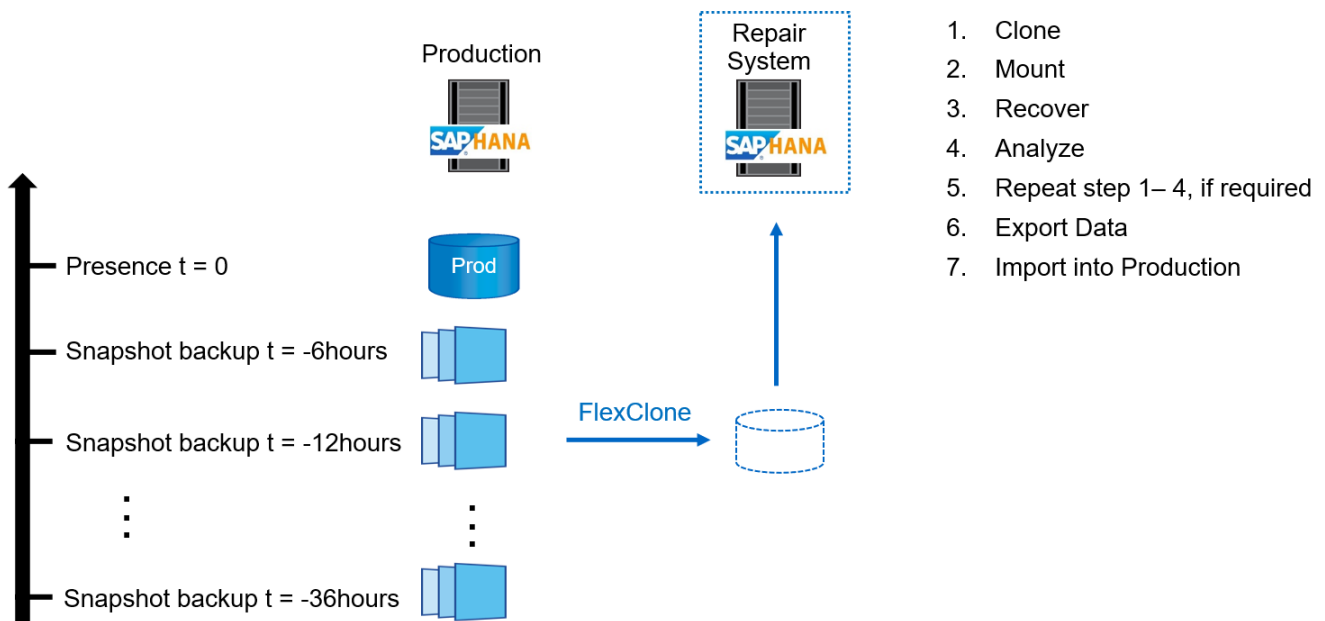 Production
SAP HANA
Repair
System
SAP HANA
1. Clone
2. Mount
3. Recover
4. Analyze
5. Repeat step 1– 4, if required
6. Export Data
7. Import into Production
Presence t = 0
Prod
Snapshot backup t = -6hours
Snapshot backup t = -12hours
FlexClone
Snapshot backup t = -36hours